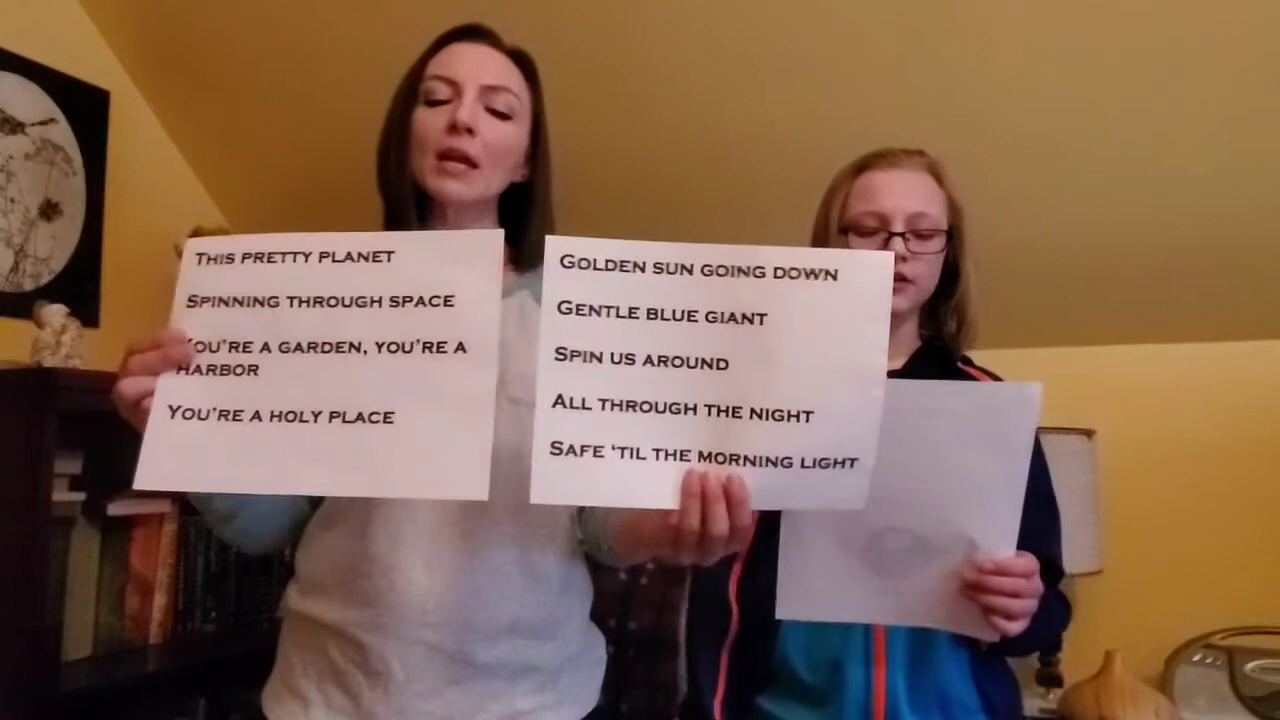 THIS PRETTY PLANET
SPINNING THROUGH SPACE
YOU'RE A GARDEN, YOU'RE A
HARBOR
YOU'RE A HOLY PLACE
GOLDEN SUN GOING DOWN
GENTLE BLUE GIANT
SPIN US AROUND
ALL THROUGH THE NIGHT
SAFE 'TIL THE MORNING LIGHT